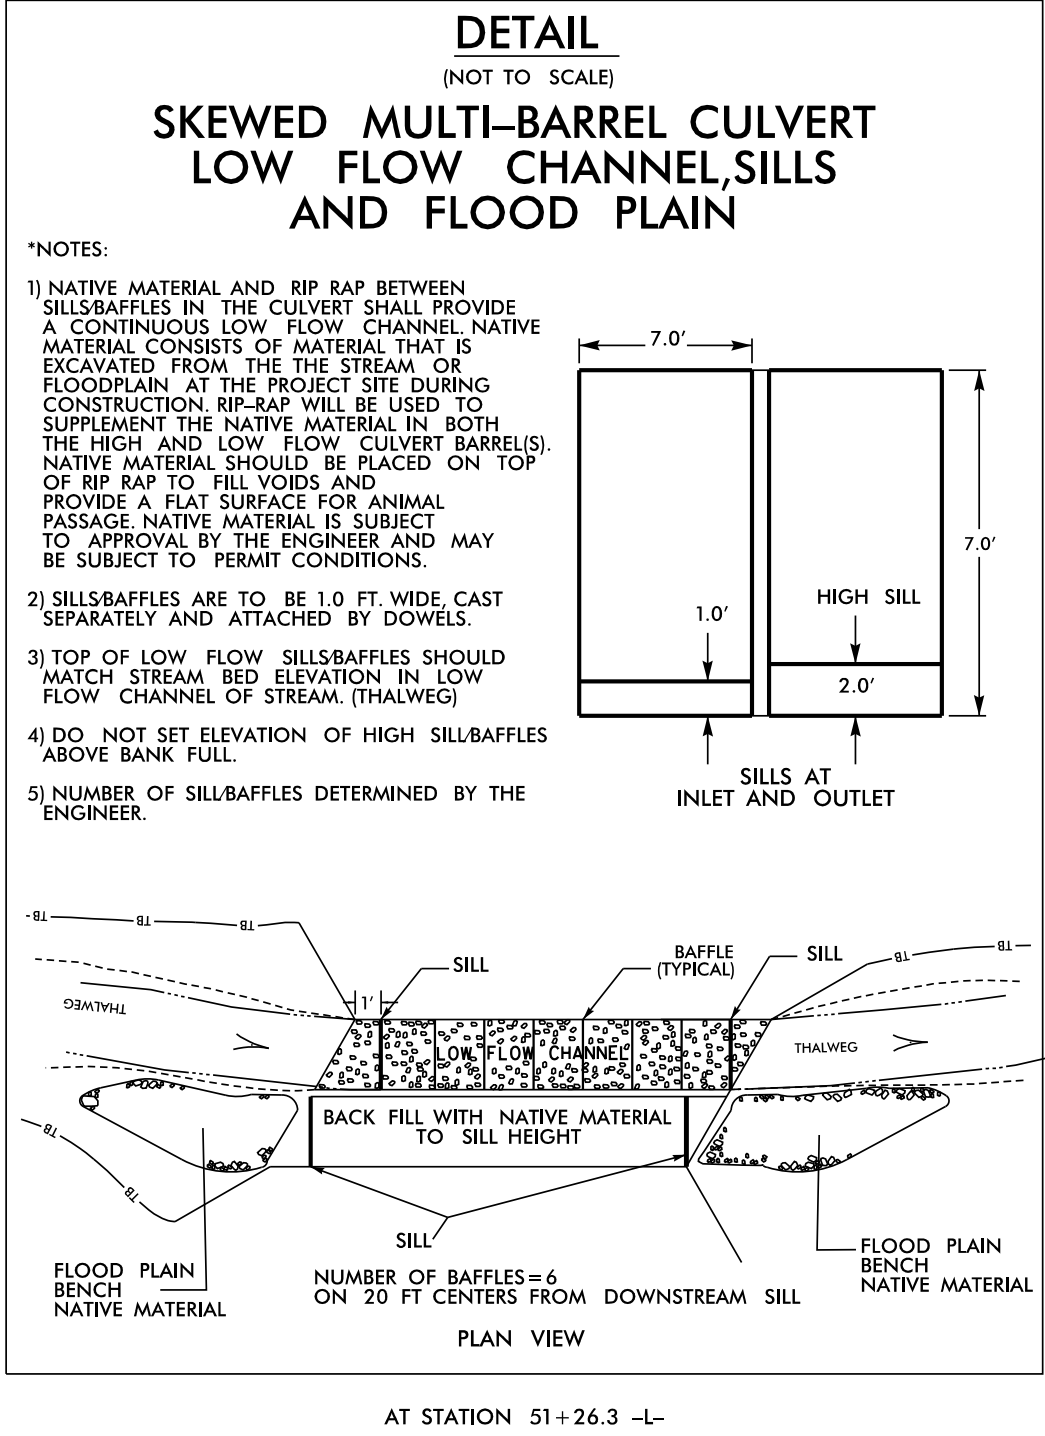 DETAIL
(NOT TO SCALE)
SKEWED MULTI-BARREL CULVERT
LOW FLOW CHANNEL,SILLS
AND FLOOD PLAIN
*NOTES:
1) NATIVE MATERIAL AND RIP RAP BETWEEN
SILLS/BAFFLES IN THE CULVERT SHALL PROVIDE
A CONTINUOUS LOW FLOW CHANNEL. NATIVE
MATERIAL CONSISTS OF MATERIAL THAT IS
EXCAVATED FROM THE THE STREAM OR
FLOODPLAIN AT THE PROJECT SITE DURING
CONSTRUCTION. RIP-RAP WILL BE USED TO
SUPPLEMENT THE NATIVE MATERIAL IN BOTH
THE HIGH AND LOW FLOW CULVERT BARREL(S).
NATIVE MATERIAL SHOULD BE PLACED ON TOP
OF RIP RAP TO FILL VOIDS AND
PROVIDE A FLAT SURFACE FOR ANIMAL
PASSAGE. NATIVE MATERIAL IS SUBJECT
TO APPROVAL BY THE ENGINEER AND MAY
BE SUBJECT TO PERMIT CONDITIONS.
2) SILLS/BAFFLES ARE TO BE 1.0 FT. WIDE, CAST
SEPARATELY AND ATTACHED BY DOWELS.
3) TOP OF LOW FLOW SILLS/BAFFLES SHOULD
MATCH STREAM BED ELEVATION IN LOW
FLOW CHANNEL OF STREAM. (THALWEG)
4) DO NOT SET ELEVATION OF HIGH SILL/BAFFLES
ABOVE BANK FULL.
5) NUMBER OF SILL/BAFFLES DETERMINED BY THE
ENGINEER.
7.0'
7.0'
HIGH SILL
1.0'
2.0'
SILLS AT
INLET AND OUTLET
TB
TB
TB
TB
TB
TB
TB
TB
SILL
BAFFLE
(TYPICAL)
SILL
1'
THALWEG
LOW FLOW CHANNEL
THALWEG
BACK FILL WITH NATIVE MATERIAL
TO SILL HEIGHT
SILL
FLOOD PLAIN
BENCH
NATIVE MATERIAL
FLOOD PLAIN
BENCH
NATIVE MATERIAL
NUMBER OF BAFFLES=6
ON 20 FT CENTERS FROM DOWNSTREAM SILL
PLAN VIEW
AT STATION 51+26.3 -L-